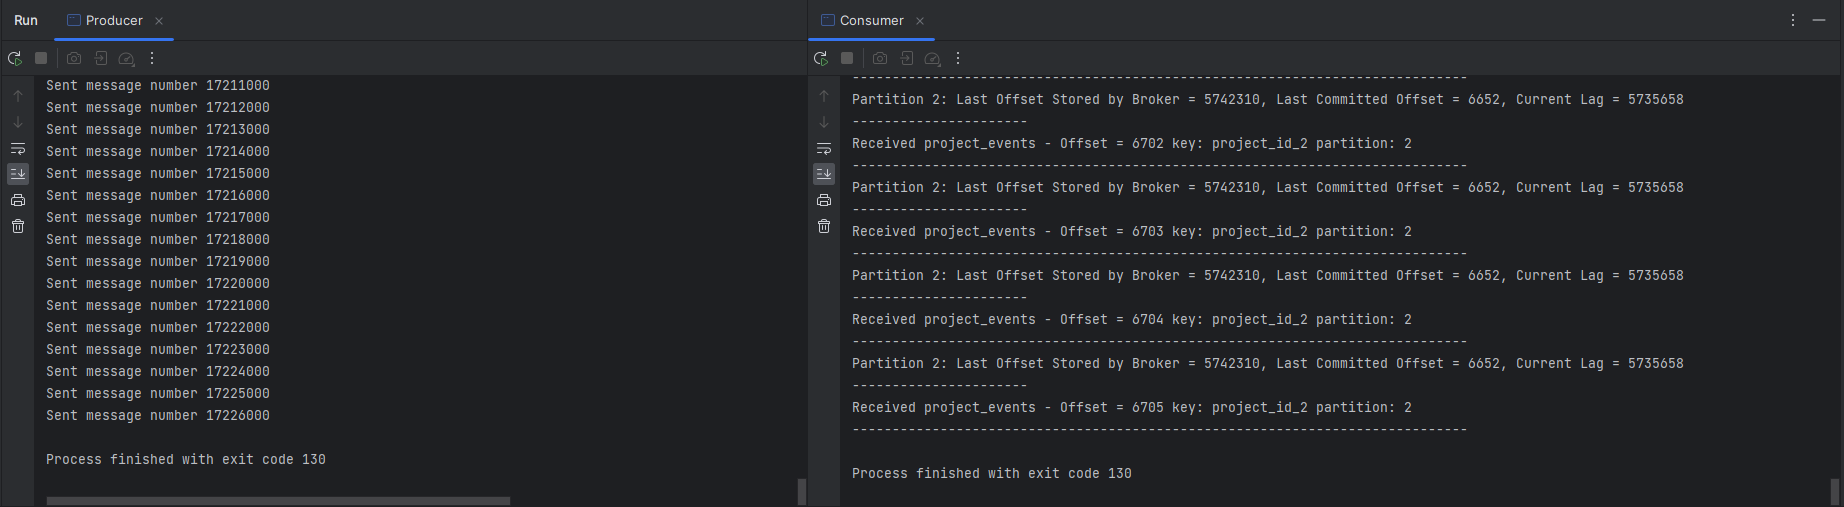 Run Producer
Sent message number 17211000
Sent message number 17212000
Sent message number 17213000
Sent message number 17214000
Sent message number 17215000
Sent message number 17216000
Sent message number 17217000
Sent message number 17218000
Sent message number 17219000
Sent message number 17220000
Sent message number 17221000
Sent message number 17222000
Sent message number 17223000
Sent message number 17224000
Sent message number 17225000
Sent message number 17226000
Process finished with exit code 130
Consumer
-----------------------------------------------------------------------------
Partition 2: Last Offset Stored by Broker = 5742310, Last Committed Offset = 6652, Current Lag = 5735658
----------------------
Received project_events - Offset = 6702 key: project_id_2 partition: 2
-----------------------------------------------------------------------------
Partition 2: Last Offset Stored by Broker = 5742310, Last Committed Offset = 6652, Current Lag = 5735658
----------------------
Received project_events - Offset = 6703 key: project_id_2 partition: 2
-----------------------------------------------------------------------------
Partition 2: Last Offset Stored by Broker = 5742310, Last Committed Offset = 6652, Current Lag = 5735658
----------------------
Received project_events - Offset = 6704 key: project_id_2 partition: 2
-----------------------------------------------------------------------------
Partition 2: Last Offset Stored by Broker = 5742310, Last Committed Offset = 6652, Current Lag = 5735658
----------------------
Received project_events - Offset = 6705 key: project_id_2 partition: 2
-----------------------------------------------------------------------------
Process finished with exit code 130